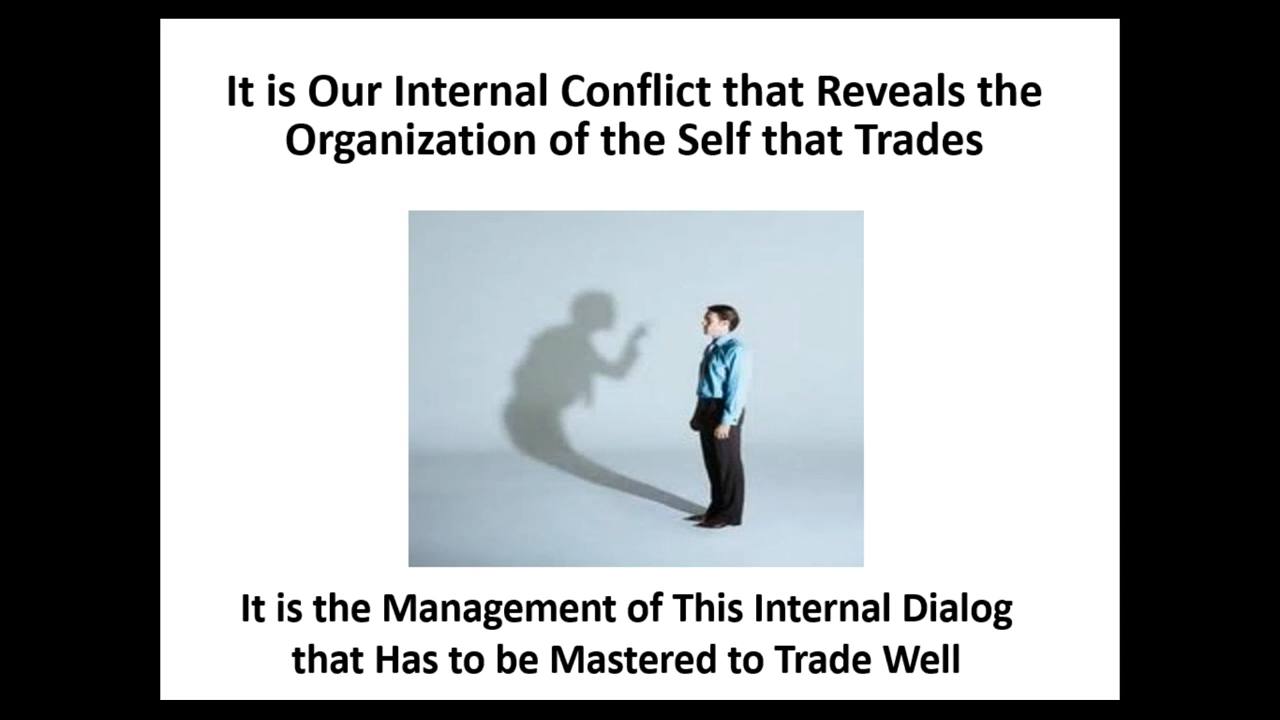 It is Our Internal Conflict that Reveals the
Organization of the Self that Trades
It is the Management of This Internal Dialog
that Has to be Mastered to Trade Well